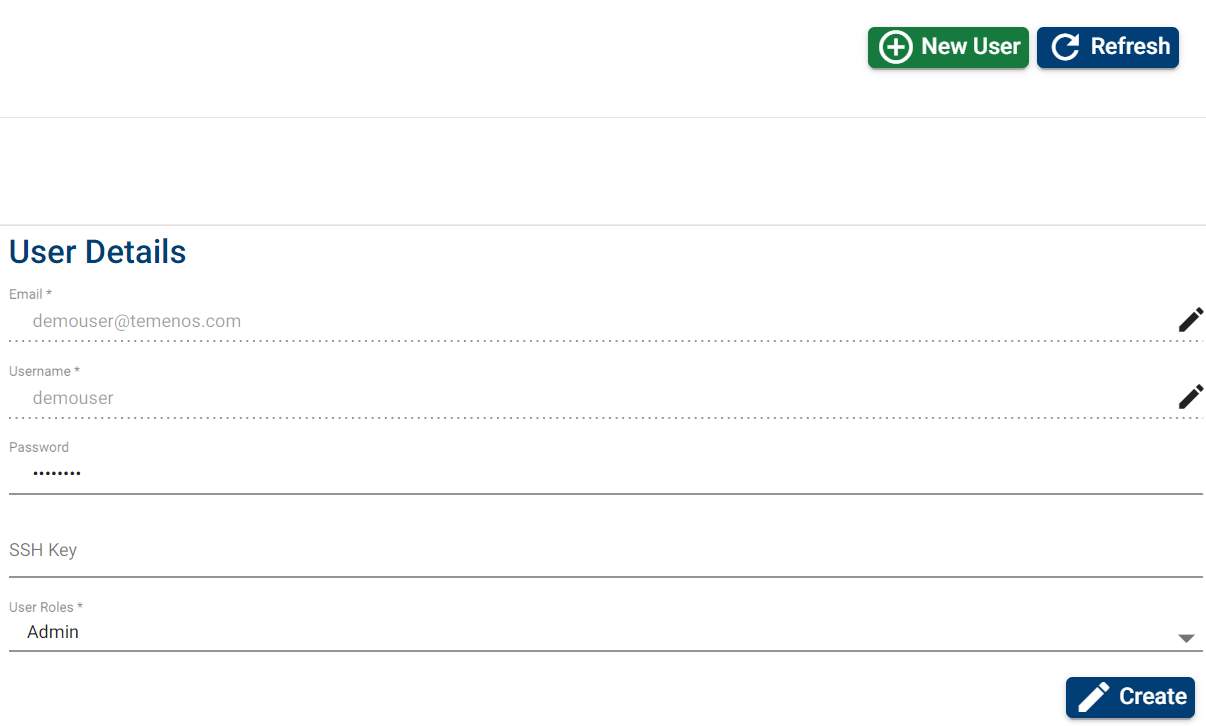 New User Refresh
User Details
Email *
demouser@temenos.com
Username *
demouser
Password
••••••••
SSH Key
User Roles *
Admin
Create